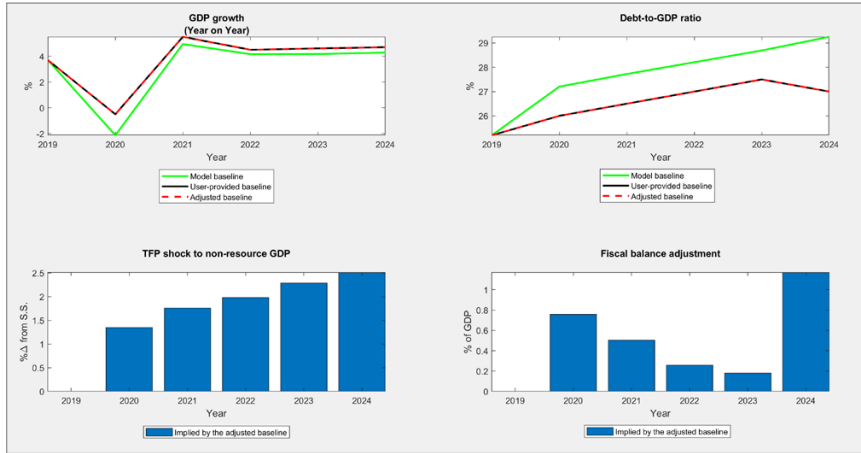 GDP growth
(Year on Year)
4
2
0
-2
%
2019 2020 2021 2022 2023 2024
Year
Model baseline
User-provided baseline
Adjusted baseline
Debt-to-GDP ratio
29
28
27
26
%
2019 2020 2021 2022 2023 2024
Year
Model baseline
User-provided baseline
Adjusted baseline
TFP shock to non-resource GDP
2.5
2
1.5
1
0.5
0
%Δ from S.S.
2019 2020 2021 2022 2023 2024
Year
Implied by the adjusted baseline
Fiscal balance adjustment
1
0.8
0.6
0.4
0.2
0
% of GDP
2019 2020 2021 2022 2023 2024
Year
Implied by the adjusted baseline